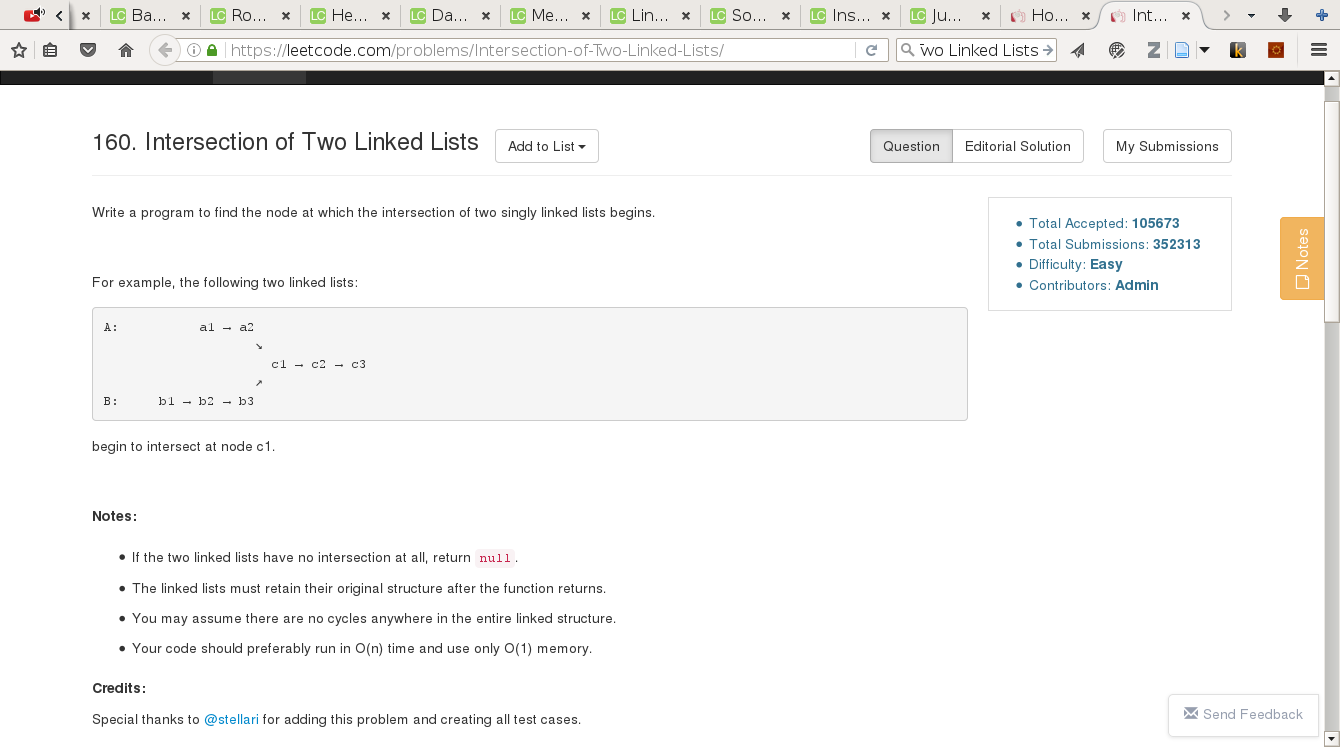 Ba... Ro... He... Da... Me... Lin... So... Ins... Ju... Ho... Int...
https://leetcode.com/problems/Intersection-of-Two-Linked-Lists/
wo Linked Lists
160. Intersection of Two Linked Lists
Add to List
Question
Editorial Solution
My Submissions
Write a program to find the node at which the intersection of two singly linked lists begins.
For example, the following two linked lists:
A: a1 → a2
↘
c1 → c2 → c3
↗
B: b1 → b2 → b3
begin to intersect at node c1.
Notes:
• If the two linked lists have no intersection at all, return null.
• The linked lists must retain their original structure after the function returns.
• You may assume there are no cycles anywhere in the entire linked structure.
• Your code should preferably run in O(n) time and use only O(1) memory.
Credits:
Special thanks to @stellari for adding this problem and creating all test cases.
• Total Accepted: 105673
• Total Submissions: 352313
• Difficulty: Easy
• Contributors: Admin
Notes
Send Feedback